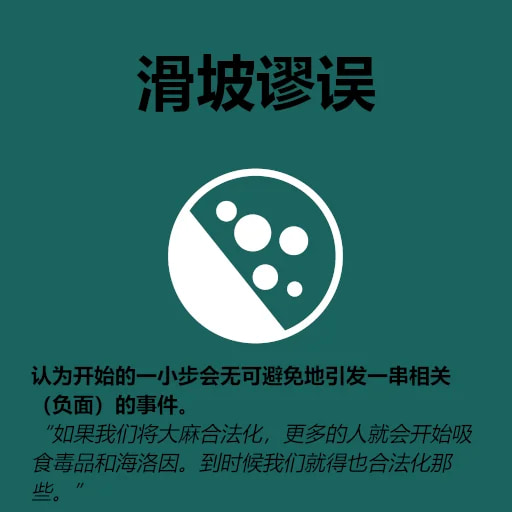 滑坡谬误
认为开始的一小步会无可避免地引发一串相关
（负面）的事件。
“如果我们将大麻合法化，更多的人就会开始吸
食毒品和海洛因。到时候我们就得也合法化那
些。”